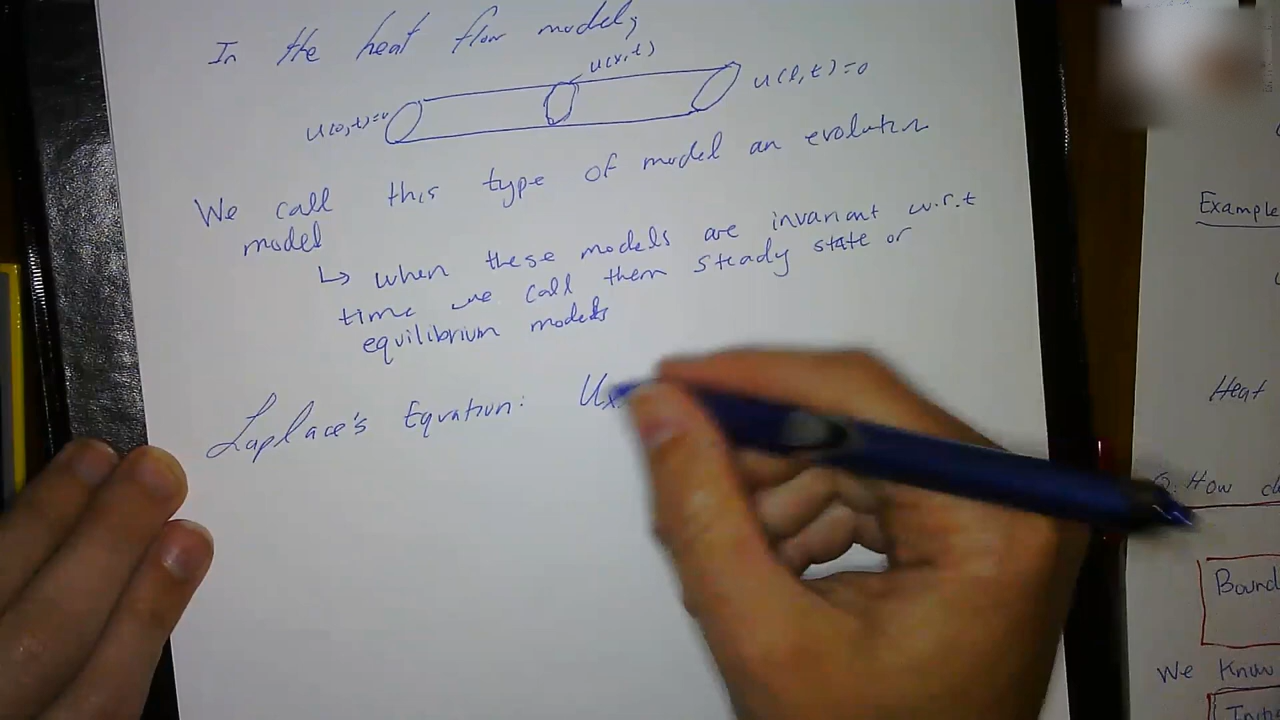 In the heat flow model,
u(x,t)
u(0,t)=0
u(l,t)=0
We call this type of model an evolution
model
↳ when these models are invariant w.r.t
time we call them steady state or
equilibrium models
Laplace's Equation: Ux
Example
Heat
Q: How
We Know